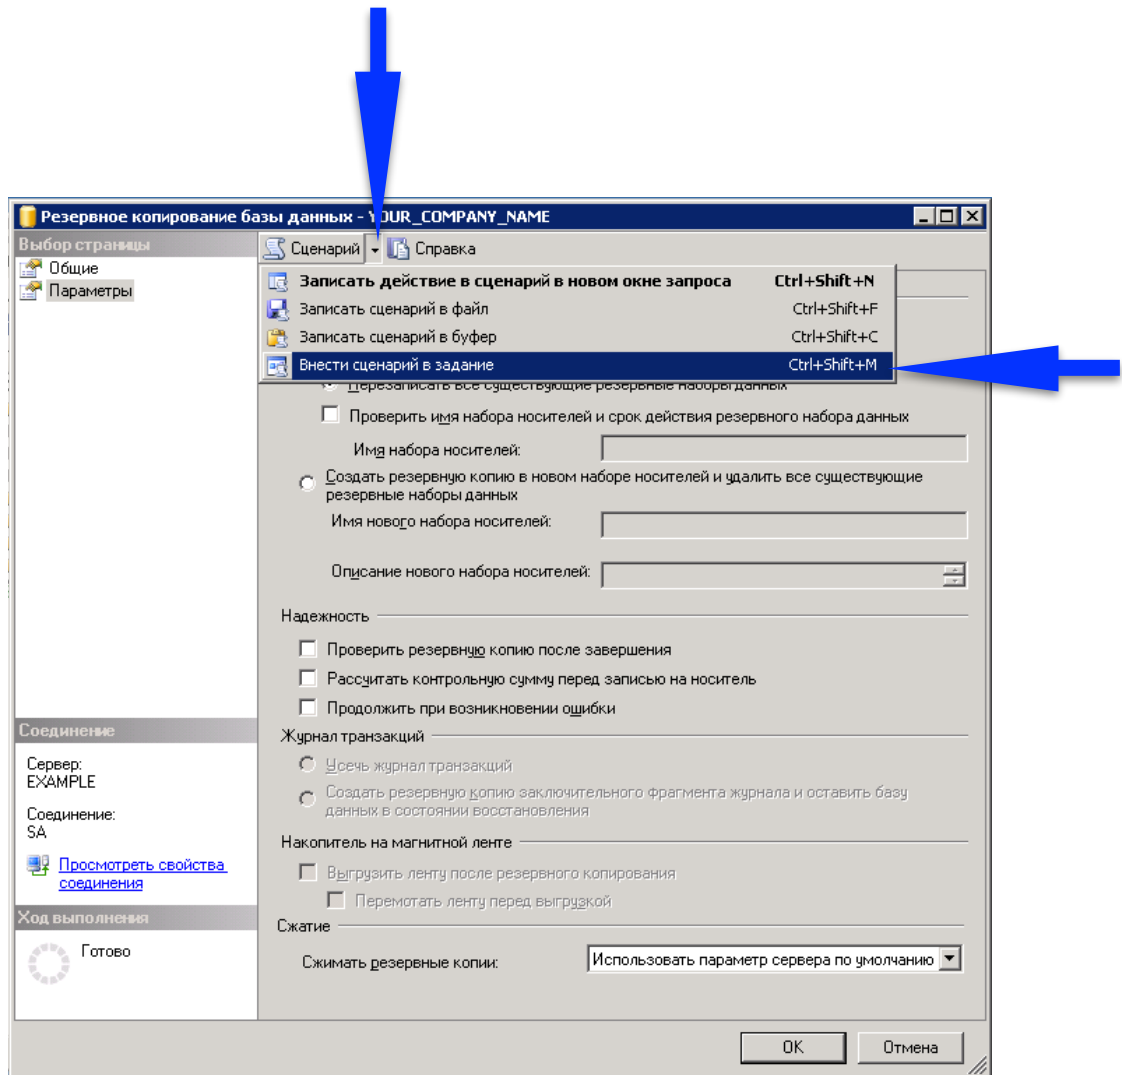 Резервное копирование базы данных - YOUR_COMPANY_NAME
Выбор страницы
Общие
Параметры
Сценарий
Справка
Записать действие в сценарий в новом окне запроса Ctrl+Shift+N
Записать сценарий в файл Ctrl+Shift+F
Записать сценарий в буфер Ctrl+Shift+C
Внести сценарий в задание Ctrl+Shift+M
Перезаписать все существующие резервные наборы данных
Проверить имя набора носителей и срок действия резервного набора данных
Имя набора носителей:
Создать резервную копию в новом наборе носителей и удалить все существующие
резервные наборы данных
Имя нового набора носителей:
Описание нового набора носителей:
Надежность
Проверить резервную копию после завершения
Рассчитать контрольную сумму перед записью на носитель
Продолжить при возникновении ошибки
Журнал транзакций
Усечь журнал транзакций
Создать резервную копию заключительного фрагмента журнала и оставить базу
данных в состоянии восстановления
Накопитель на магнитной ленте
Выгрузить ленту после резервного копирования
Перемотать ленту перед выгрузкой
Сжатие
Сжимать резервные копии: Использовать параметр сервера по умолчанию
Соединение
Сервер:
EXAMPLE
Соединение:
SA
Просмотреть свойства
соединения
Ход выполнения
Готово
OK
Отмена